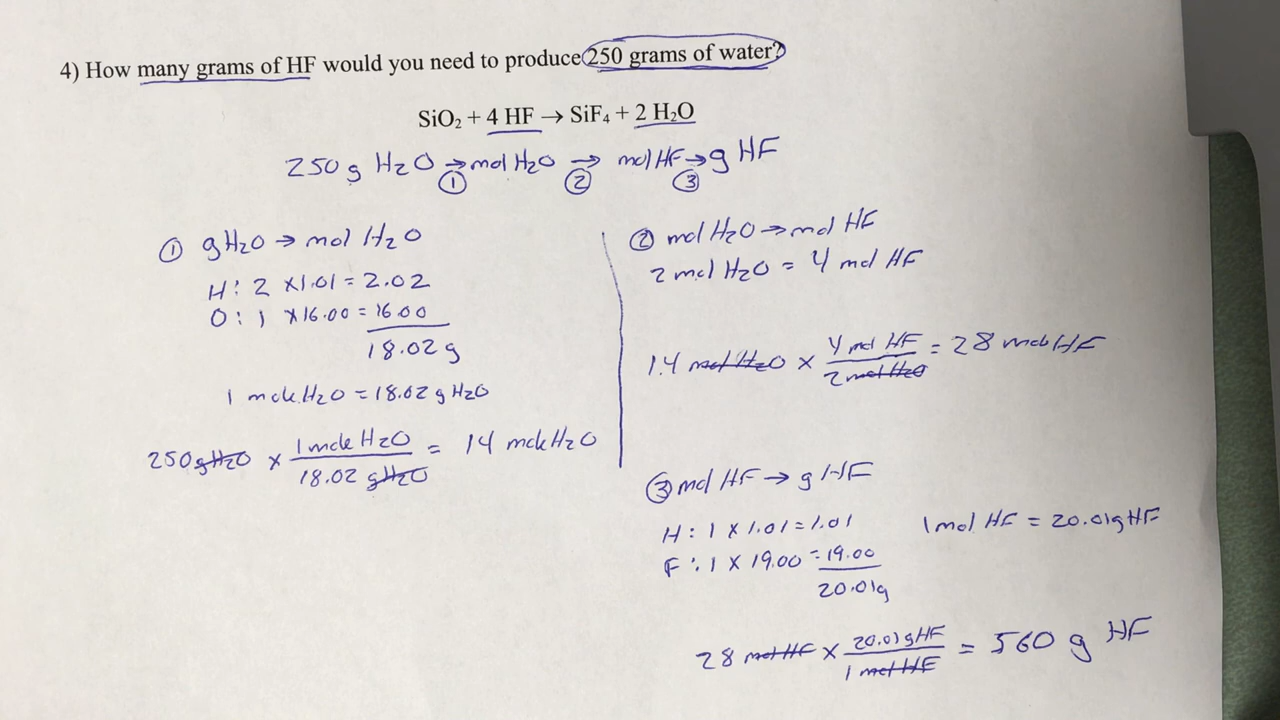 4) How many grams of HF would you need to produce 250 grams of water?
SiO₂ + 4 HF → SiF₄ + 2 H₂O
250 g H₂O → mol H₂O → mol HF → g HF
① ② ③
① g H₂O → mol H₂O
H: 2 × 1.01 = 2.02
O: 1 × 16.00 = 16.00
18.02 g
1 mole H₂O = 18.02 g H₂O
250 g H₂O × 1 mole H₂O / 18.02 g H₂O = 14 mole H₂O
② mol H₂O → mol HF
2 mol H₂O = 4 mol HF
14 mol H₂O × 4 mol HF / 2 mol H₂O = 28 mol HF
③ mol HF → g HF
H: 1 × 1.01 = 1.01
F: 1 × 19.00 = 19.00
20.01g
1 mol HF = 20.01g HF
28 mol HF × 20.01 g HF / 1 mol HF = 560 g HF